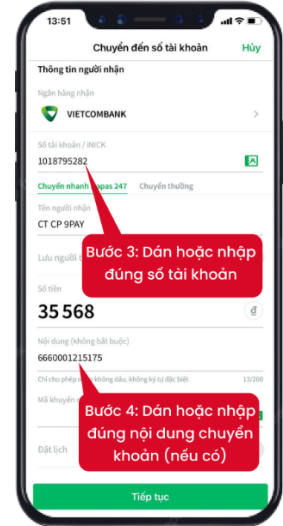 13:51
Chuyển đến số tài khoản Hủy
Thông tin người nhận
Ngân hàng nhận
VIETCOMBANK
Số tài khoản / iNICK
1018795282
Chuyển nhanh Napas 247 Chuyển thường
Tên người nhận
CT CP 9PAY
Lưu người
Bước 3: Dán hoặc nhập
đúng số tài khoản
Số tiền
35 568 đ
Nội dung (không bắt buộc)
6660001215175
Chỉ cho phép không dấu, không ký tự đặc biệt 13/200
Mã khuyến
Bước 4: Dán hoặc nhập
đúng nội dung chuyển
khoản (nếu có)
Đặt lịch
Tiếp tục